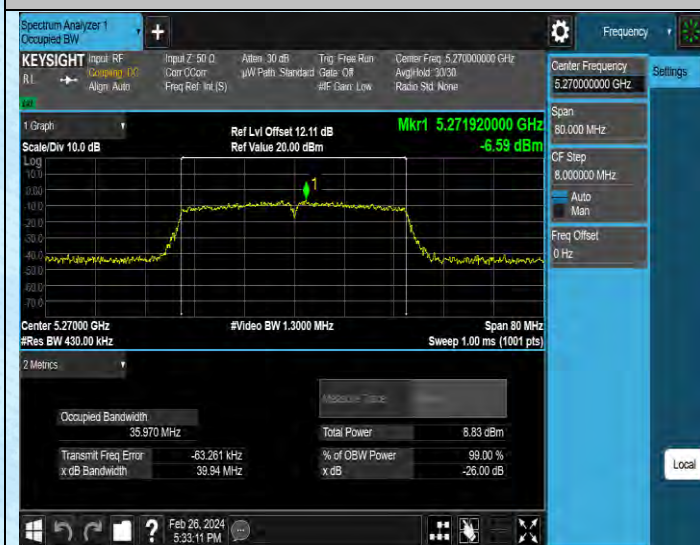 Spectrum Analyzer 1
Occupied BW
Frequency
KEYSIGHT
RL
Input: RF
Coupling: DC
Align: Auto
Input Z: 50 Ω
Corr CCorr
Freq Ref: Int (S)
Atten: 30 dB
µW Path: Standard
Trig: Free Run
Gate: Off
#IF Gain: Low
Center Freq: 5.270000000 GHz
Avg|Hold: 30/30
Radio Std: None
Center Frequency
5.270000000 GHz
Settings
Span
80.000 MHz
CF Step
8.000000 MHz
Auto
Man
Freq Offset
0 Hz
1 Graph
Scale/Div 10.0 dB
Ref Lvl Offset 12.11 dB
Ref Value 20.00 dBm
Mkr1 5.271920000 GHz
-6.59 dBm
Log
10.0
0.00
-10.0
-20.0
-30.0
-40.0
-50.0
-60.0
-70.0
1
Center 5.27000 GHz
#Res BW 430.00 kHz
#Video BW 1.3000 MHz
Span 80 MHz
Sweep 1.00 ms (1001 pts)
2 Metrics
Measure Trace
Occupied Bandwidth
35.970 MHz
Total Power 8.83 dBm
Transmit Freq Error -63.261 kHz
% of OBW Power 99.00 %
x dB Bandwidth 39.94 MHz
x dB -26.00 dB
Local
?
Feb 26, 2024
5:33:11 PM